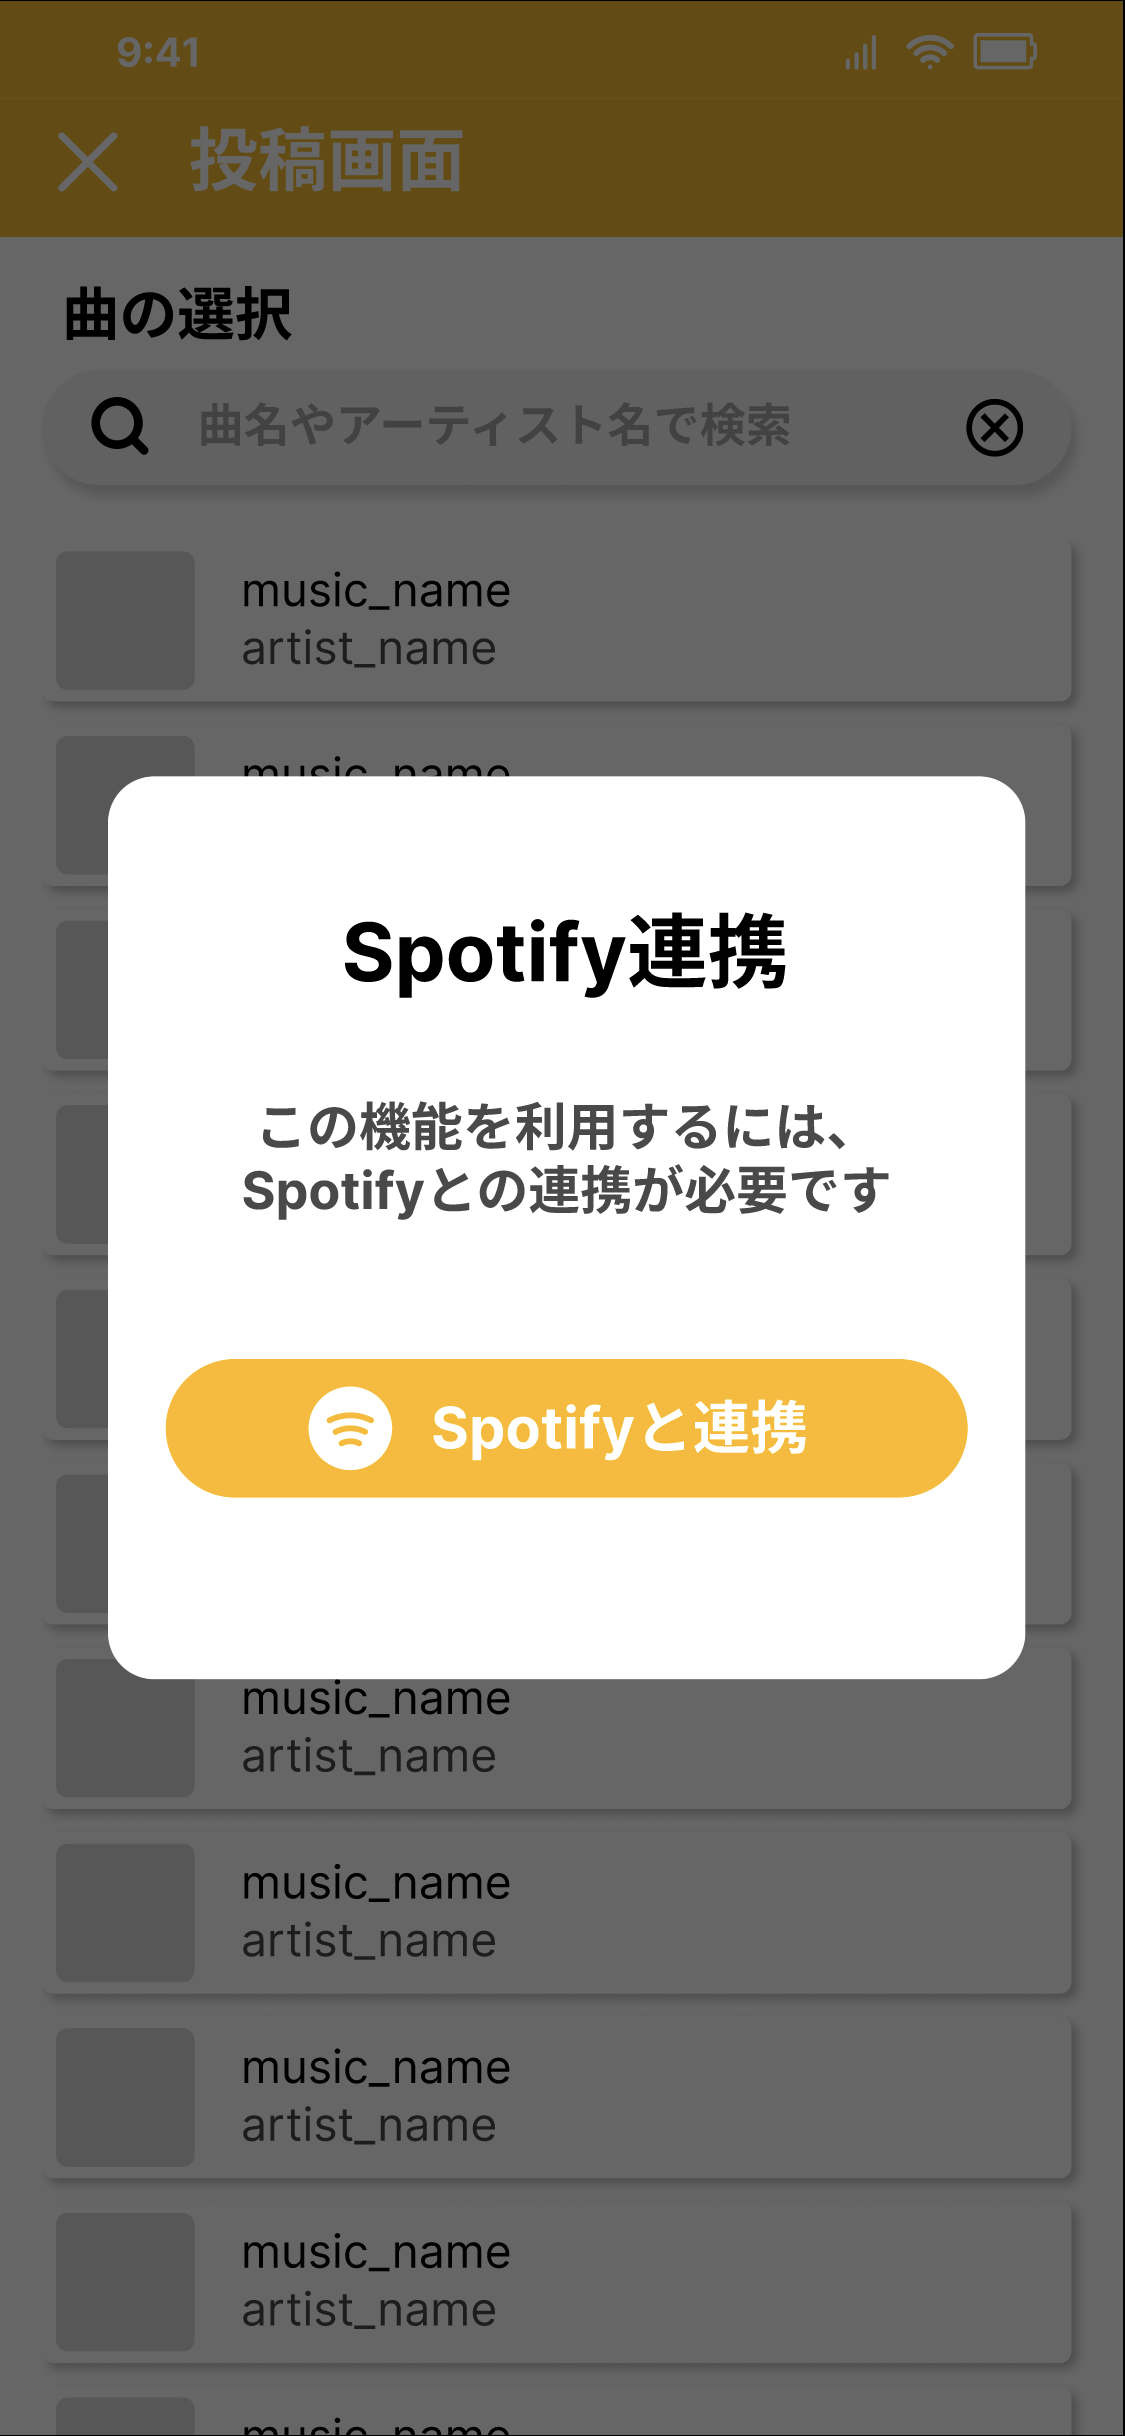 9:41
投稿画面
曲の選択
曲名やアーティスト名で検索
music_name
artist_name
music_name
Spotify連携
この機能を利用するには、
Spotifyとの連携が必要です
Spotifyと連携
music_name
artist_name
music_name
artist_name
music_name
artist_name
music_name
artist_name
music_name